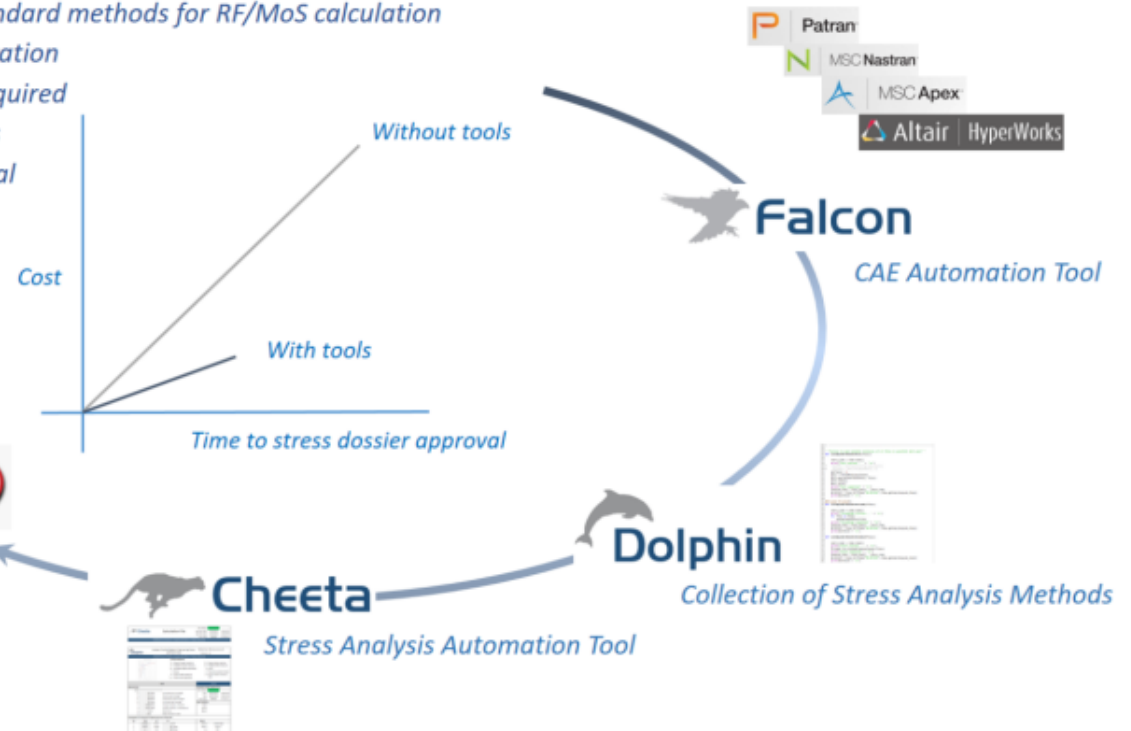 ndard methods for RF/MoS calculation
ation
quired
al
Patran
MSC Nastran
MSC Apex
Altair | HyperWorks
Without tools
Falcon
CAE Automation Tool
Cost
With tools
Time to stress dossier approval
Dolphin
Collection of Stress Analysis Methods
Cheeta
Stress Analysis Automation Tool